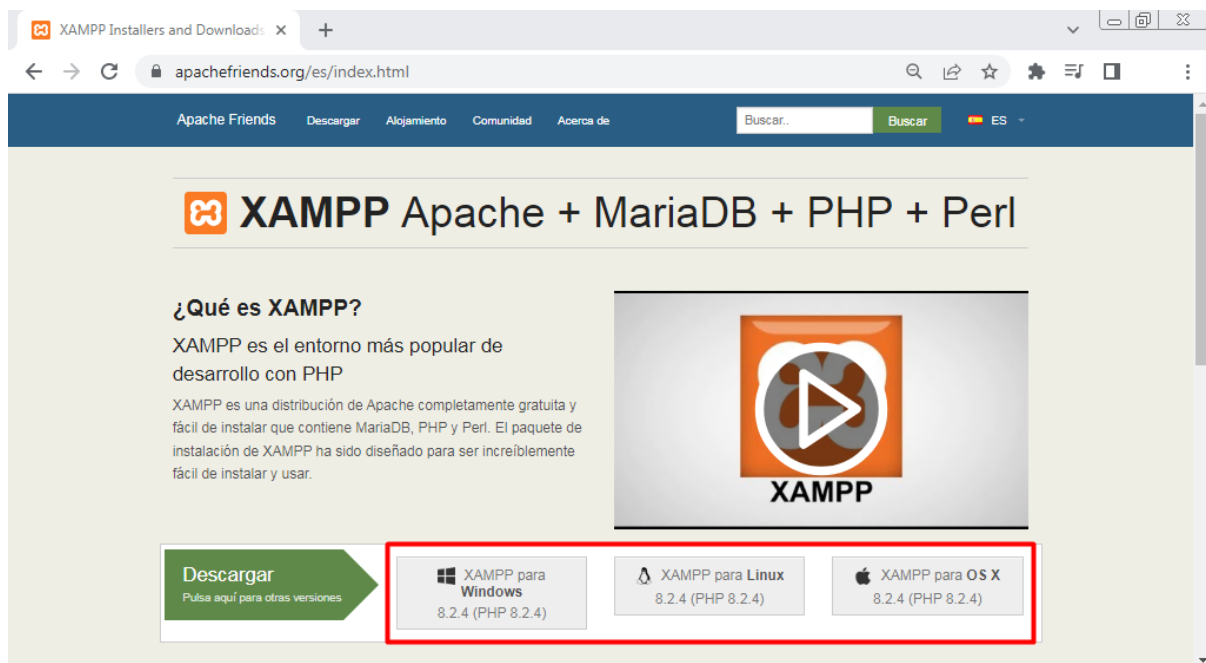 XAMPP Installers and Downloads
apachefriends.org/es/index.html
Apache Friends Descargar Alojamiento Comunidad Acerca de Buscar.. Buscar ES
XAMPP Apache + MariaDB + PHP + Perl
¿Qué es XAMPP?
XAMPP es el entorno más popular de
desarrollo con PHP
XAMPP es una distribución de Apache completamente gratuita y
fácil de instalar que contiene MariaDB, PHP y Perl. El paquete de
instalación de XAMPP ha sido diseñado para ser increíblemente
fácil de instalar y usar.
XAMPP
Descargar
Pulsa aquí para otras versiones
XAMPP para
Windows
8.2.4 (PHP 8.2.4)
XAMPP para Linux
8.2.4 (PHP 8.2.4)
XAMPP para OS X
8.2.4 (PHP 8.2.4)